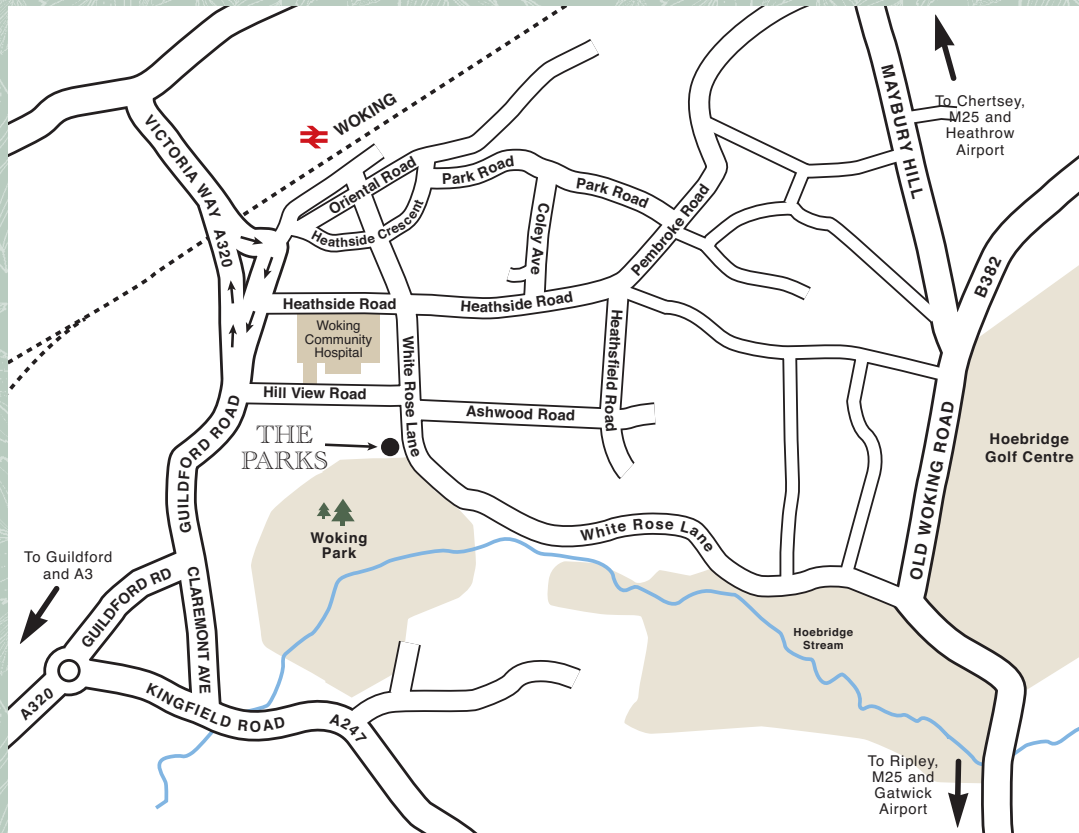 WOKING
To Chertsey,
M25 and
Heathrow
Airport
MAYBURY HILL
VICTORIA WAY A320
Oriental Road
Park Road
Park Road
Heathside Crescent
Coley Ave
Pembroke Road
B382
Heathside Road
Heathside Road
Woking
Community
Hospital
White Rose Lane
Heathsfield Road
Hill View Road
Ashwood Road
GUILDFORD ROAD
THE
PARKS
OLD WOKING ROAD
Hoebridge
Golf Centre
Woking
Park
White Rose Lane
To Guildford
and A3
GUILDFORD RD
CLAREMONT AVE
Hoebridge
Stream
A320
KINGFIELD ROAD
A247
To Ripley,
M25 and
Gatwick
Airport